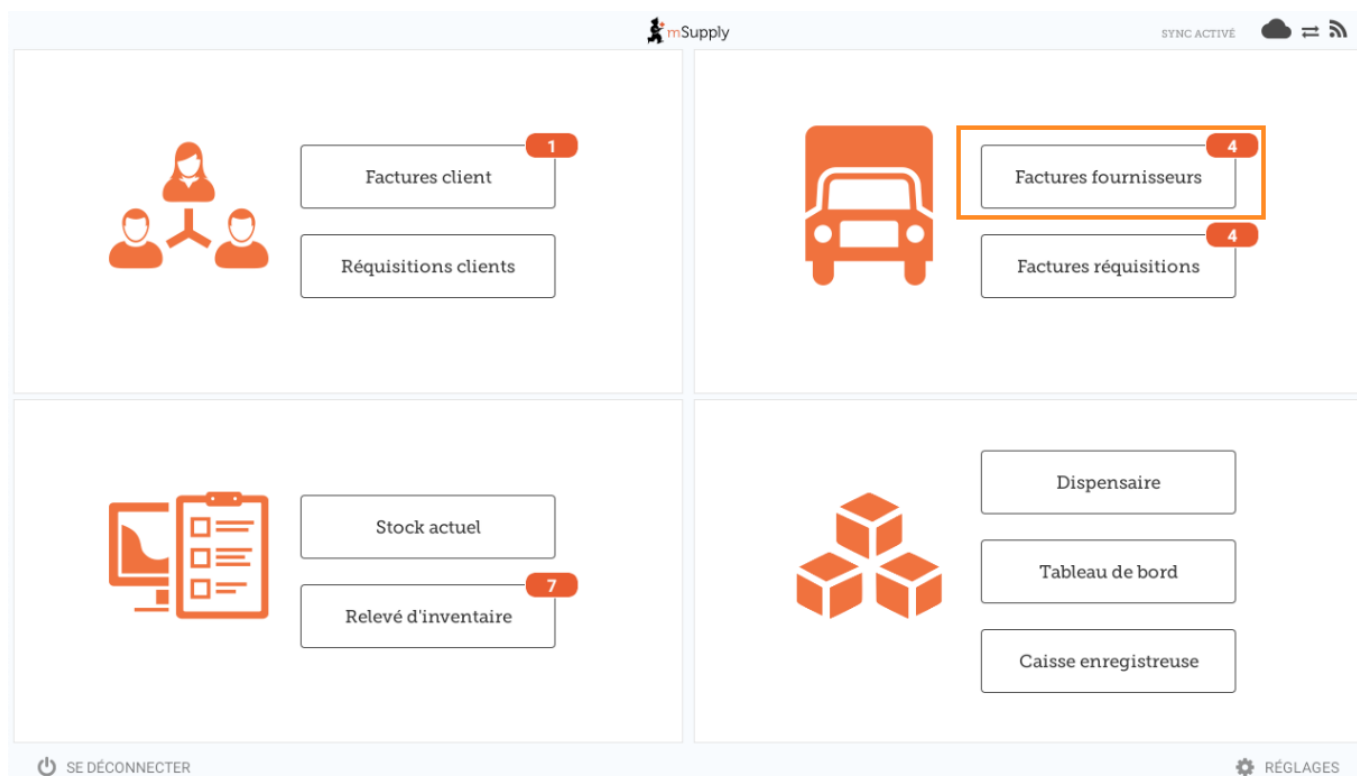 mSupply
SYNC ACTIVÉ
1
Factures client
Réquisitions clients
4
Factures fournisseurs
4
Factures réquisitions
Stock actuel
7
Relevé d'inventaire
Dispensaire
Tableau de bord
Caisse enregistreuse
SE DÉCONNECTER
RÉGLAGES